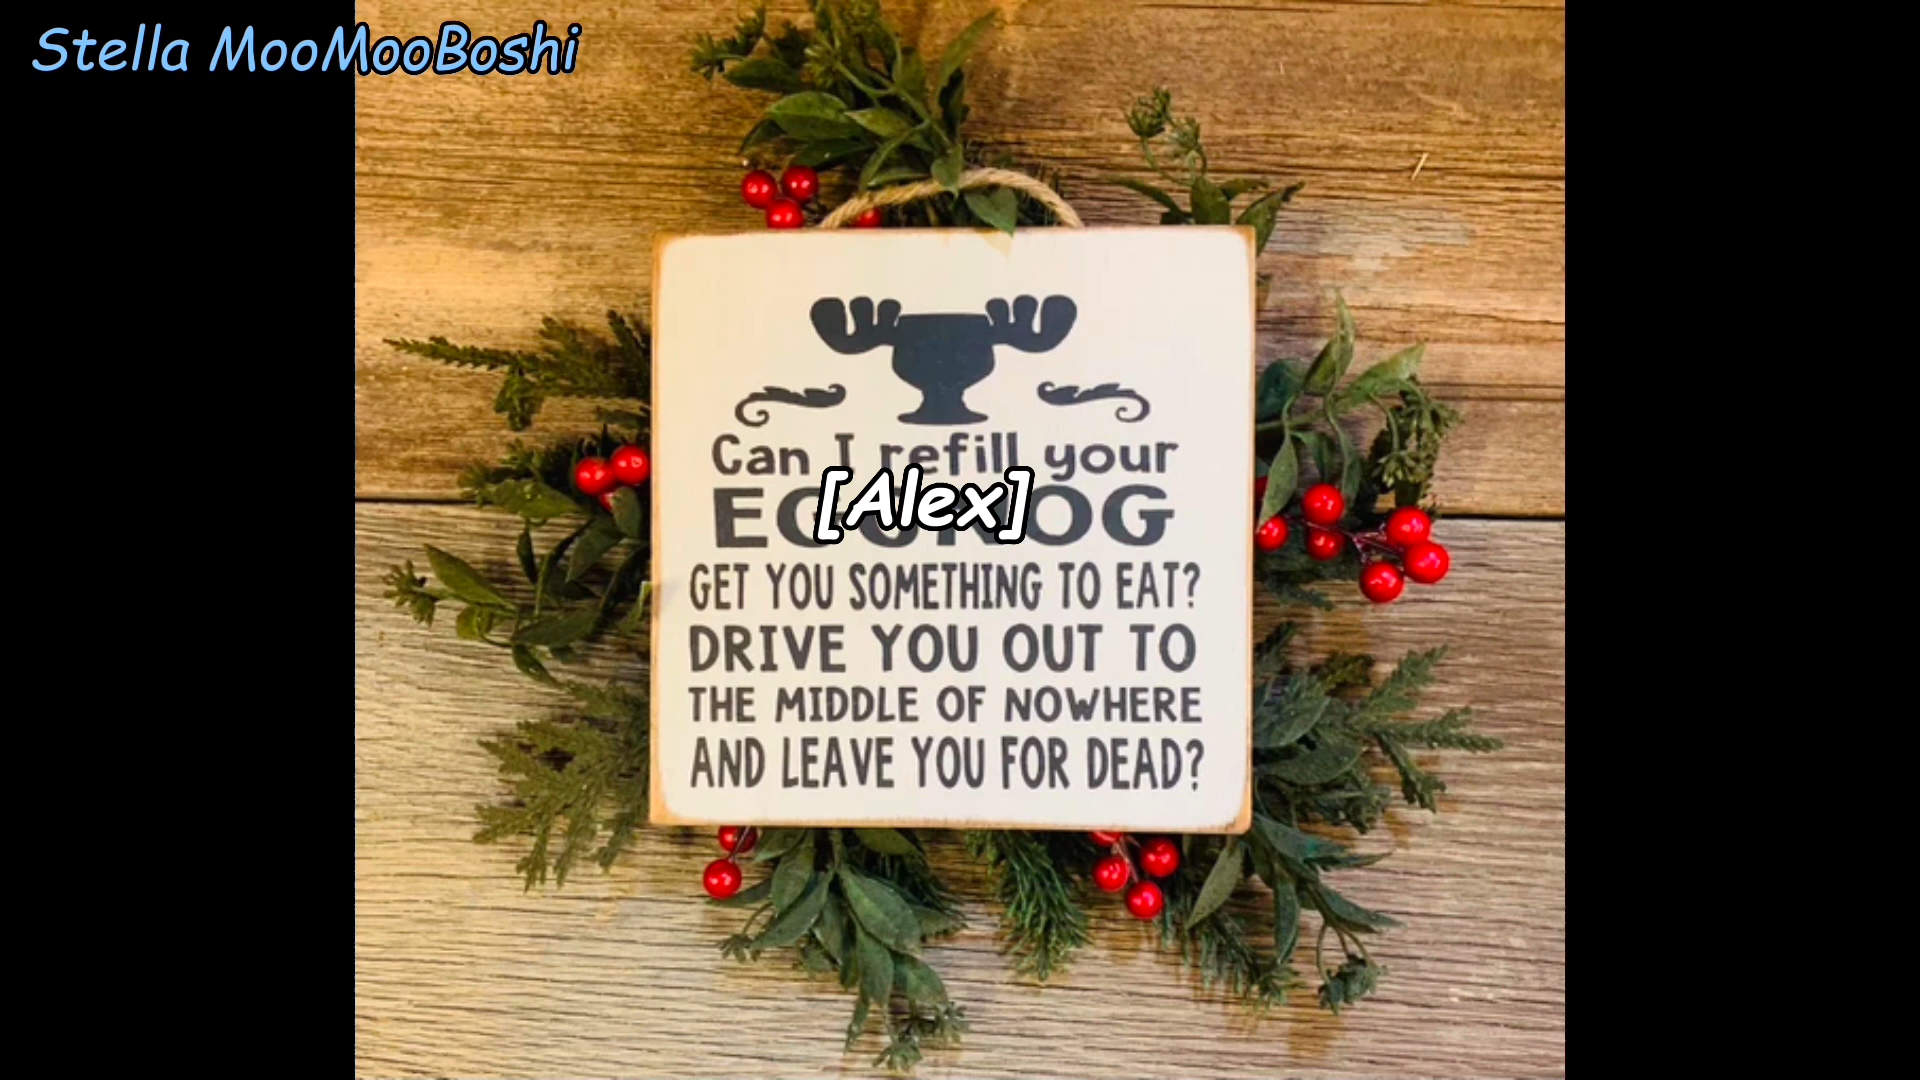 Stella MooMooBoshi
Can I refill your
EGGNOG
[Alex]
GET YOU SOMETHING TO EAT?
DRIVE YOU OUT TO
THE MIDDLE OF NOWHERE
AND LEAVE YOU FOR DEAD?